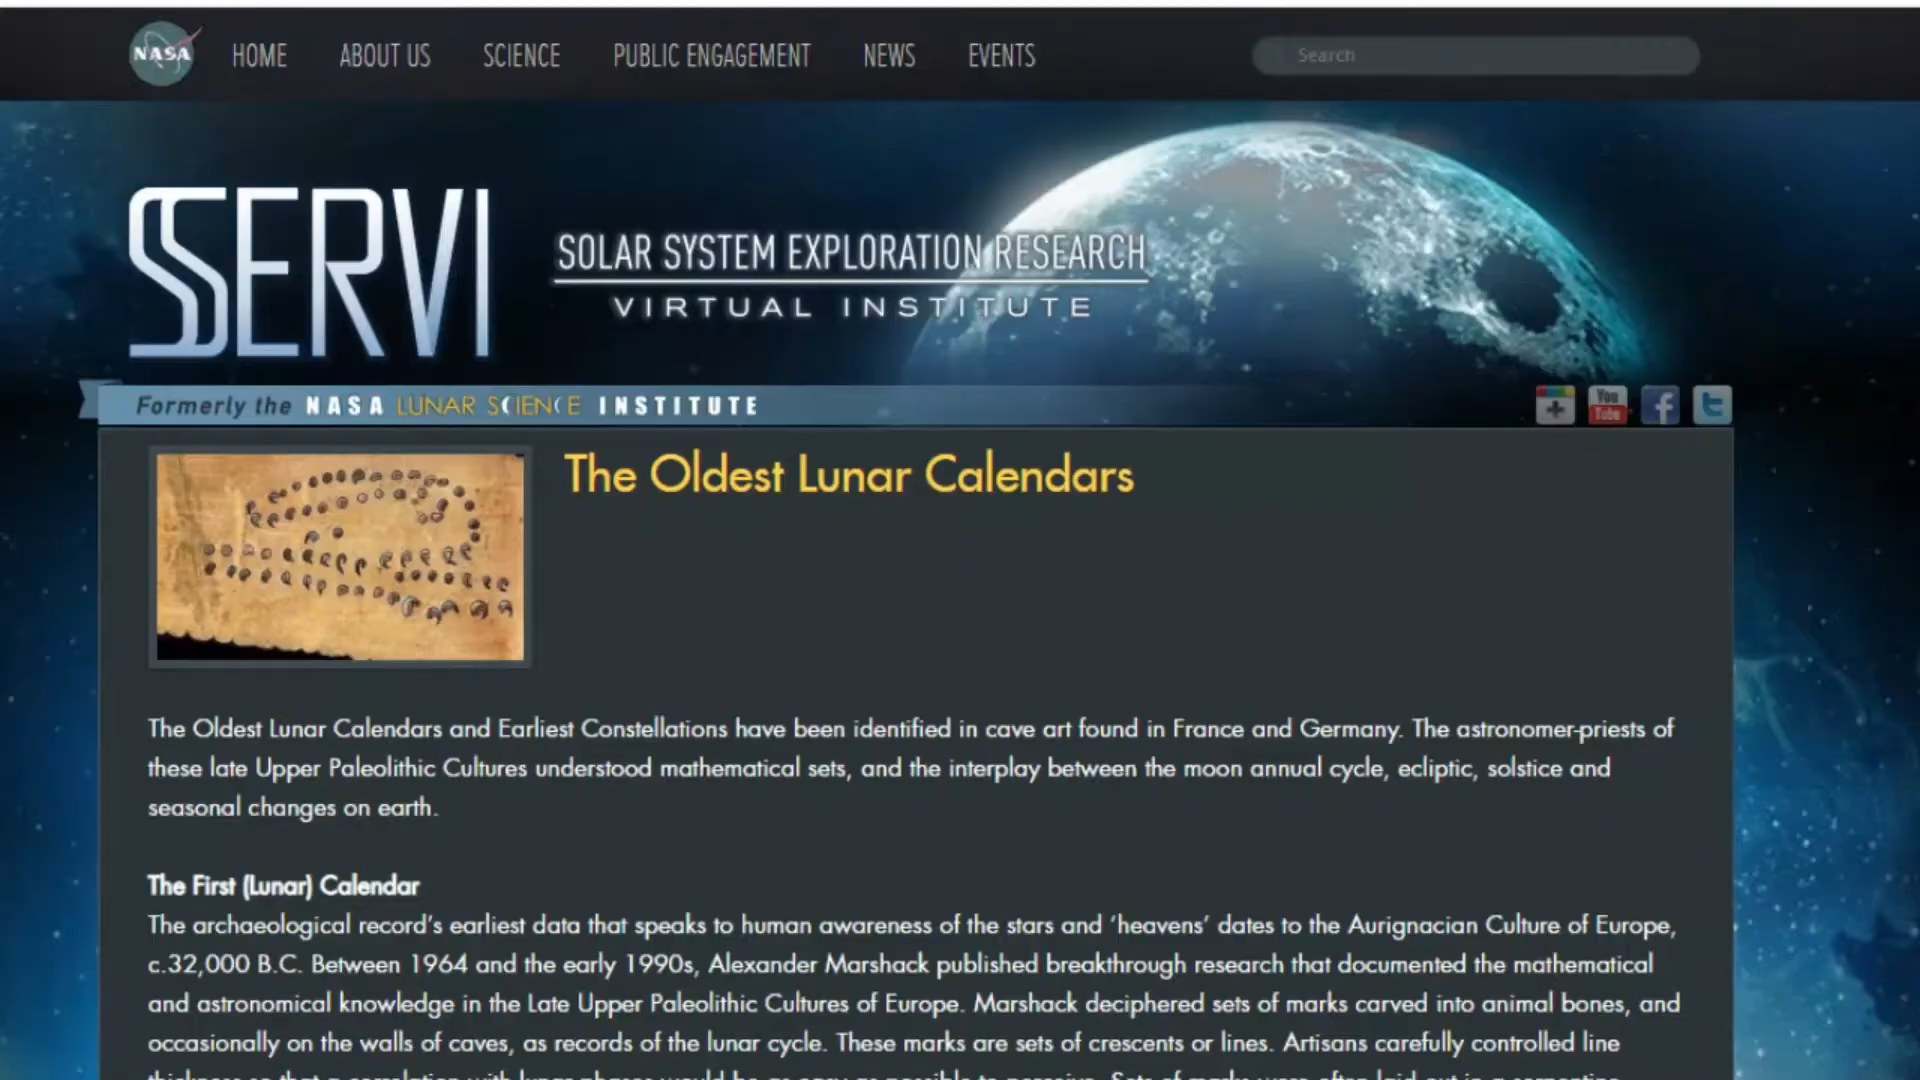 NASA HOME ABOUT US SCIENCE PUBLIC ENGAGEMENT NEWS EVENTS Search
SSERVI
SOLAR SYSTEM EXPLORATION RESEARCH
VIRTUAL INSTITUTE
Formerly the NASA LUNAR SCIENCE INSTITUTE
You Tube
The Oldest Lunar Calendars
The Oldest Lunar Calendars and Earliest Constellations have been identified in cave art found in France and Germany. The astronomer-priests of
these late Upper Paleolithic Cultures understood mathematical sets, and the interplay between the moon annual cycle, ecliptic, solstice and
seasonal changes on earth.
The First (Lunar) Calendar
The archaeological record’s earliest data that speaks to human awareness of the stars and ‘heavens’ dates to the Aurignacian Culture of Europe,
c.32,000 B.C. Between 1964 and the early 1990s, Alexander Marshack published breakthrough research that documented the mathematical
and astronomical knowledge in the Late Upper Paleolithic Cultures of Europe. Marshack deciphered sets of marks carved into animal bones, and
occasionally on the walls of caves, as records of the lunar cycle. These marks are sets of crescents or lines. Artisans carefully controlled line